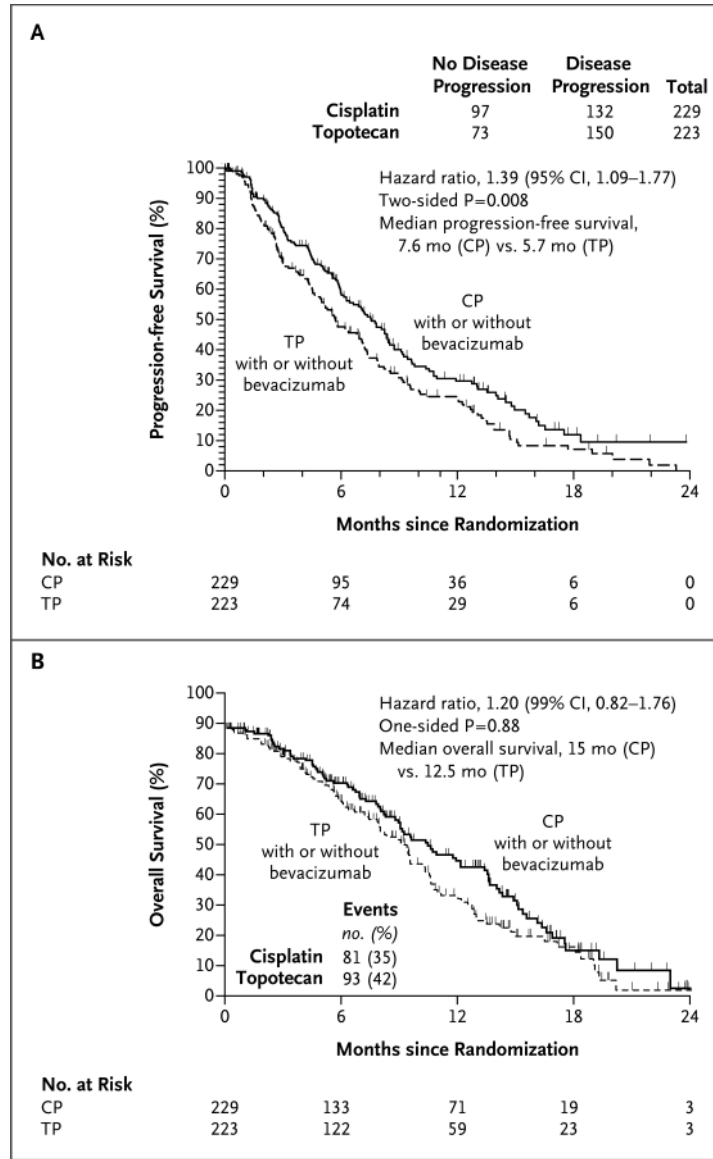 A
No Disease Progression Disease Progression Total
Cisplatin 97 132 229
Topotecan 73 150 223
Hazard ratio, 1.39 (95% CI, 1.09–1.77)
Two-sided P=0.008
Median progression-free survival,
7.6 mo (CP) vs. 5.7 mo (TP)
Progression-free Survival (%)
100
90
80
70
60
50
40
30
20
10
0
CP
with or without
bevacizumab
TP
with or without
bevacizumab
0 6 12 18 24
Months since Randomization
No. at Risk
CP 229 95 36 6 0
TP 223 74 29 6 0
B
Hazard ratio, 1.20 (99% CI, 0.82–1.76)
One-sided P=0.88
Median overall survival, 15 mo (CP)
vs. 12.5 mo (TP)
Overall Survival (%)
100
90
80
70
60
50
40
30
20
10
0
TP
with or without
bevacizumab
CP
with or without
bevacizumab
Events
no. (%)
Cisplatin 81 (35)
Topotecan 93 (42)
0 6 12 18 24
Months since Randomization
No. at Risk
CP 229 133 71 19 3
TP 223 122 59 23 3